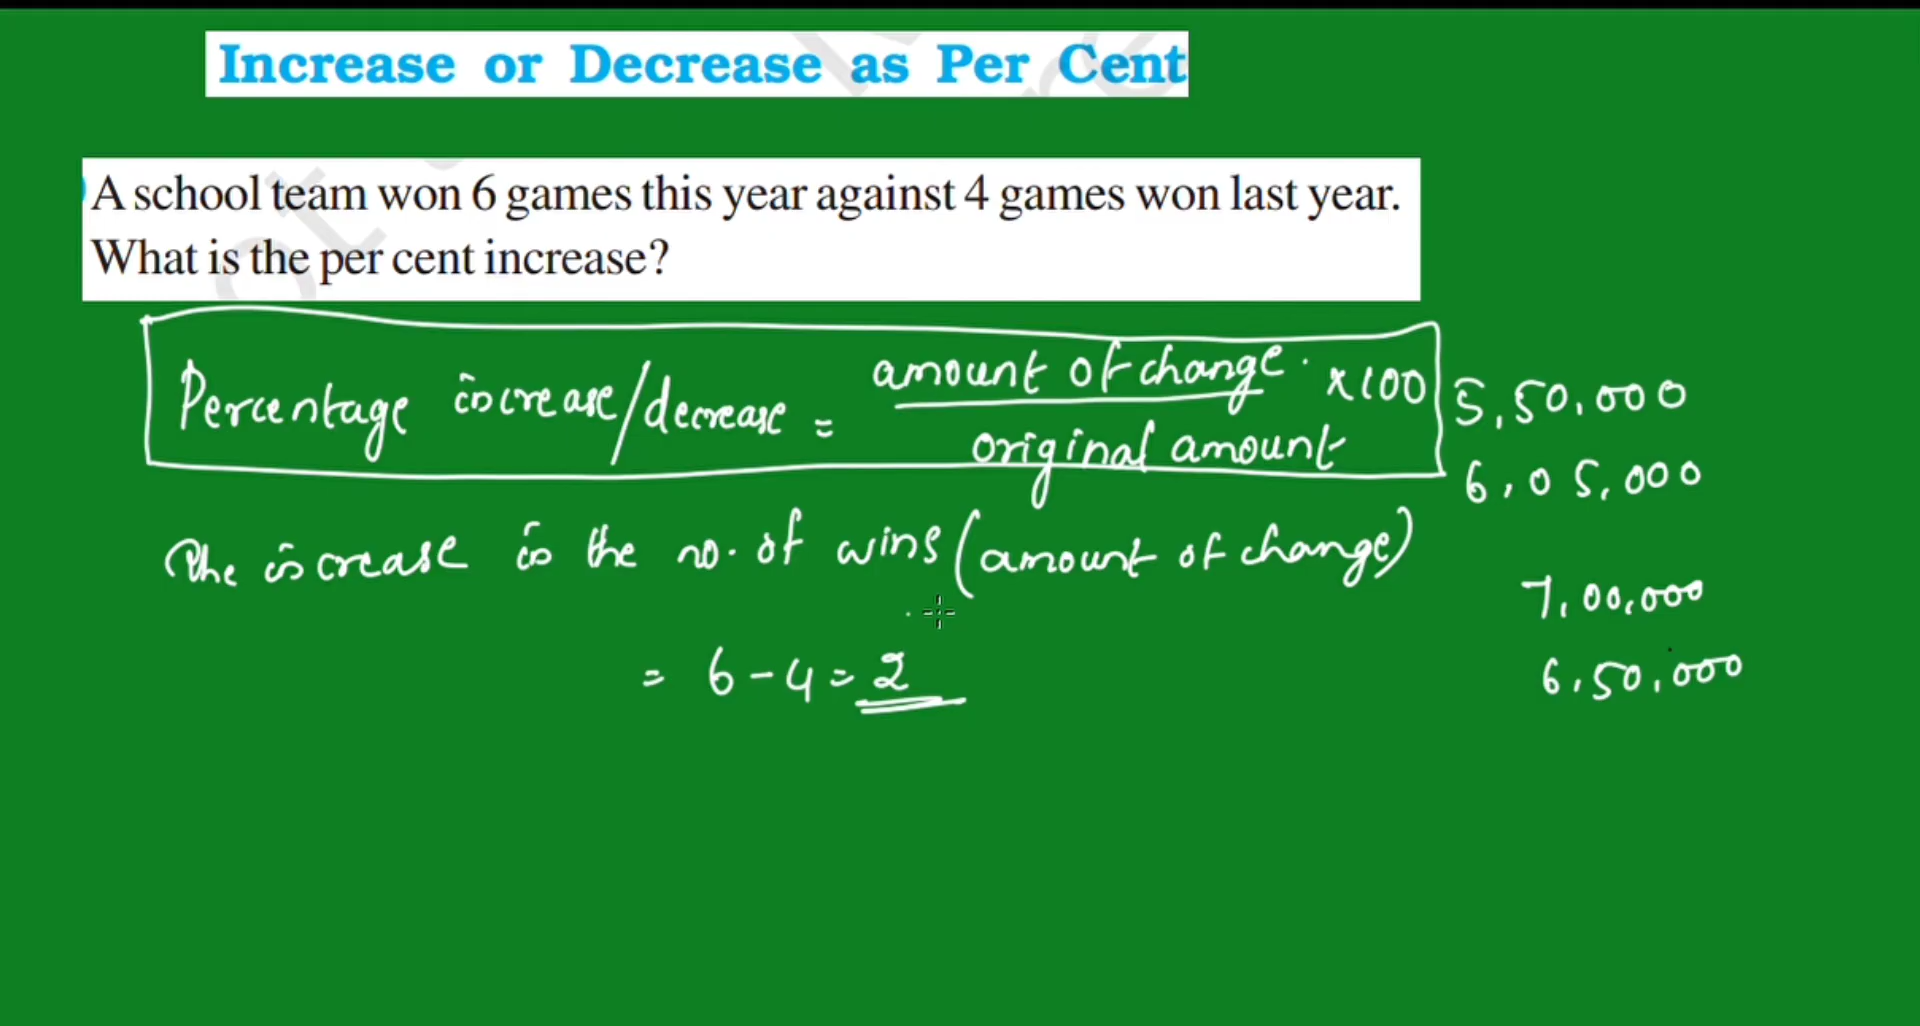 Increase or Decrease as Per Cent
A school team won 6 games this year against 4 games won last year.
What is the per cent increase?
Percentage increase/decrease = amount of change × 100
original amount
5,50,000
6,05,000
The increase in the no. of wins (amount of change)
7,00,000
= 6 - 4 = 2
6,50,000